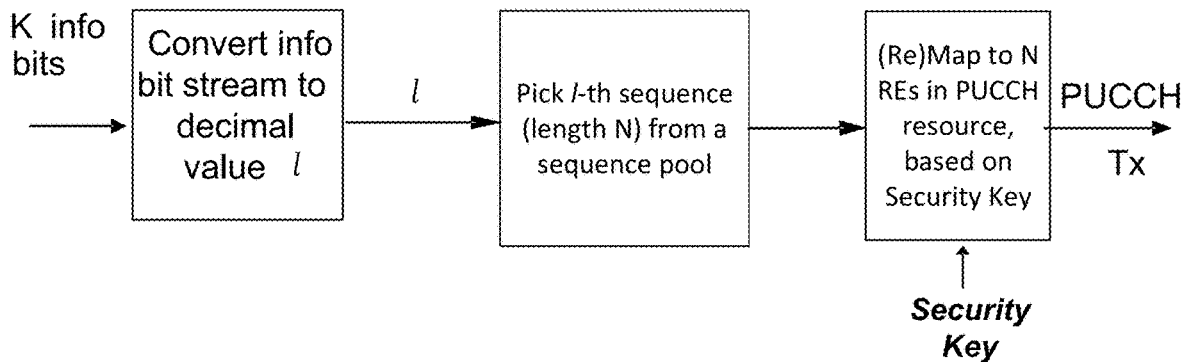 K info
bits
Convert info
bit stream to
decimal
value l
l
Pick l-th sequence
(length N) from a
sequence pool
(Re)Map to N
REs in PUCCH
resource,
based on
Security Key
PUCCH
Tx
Security
Key